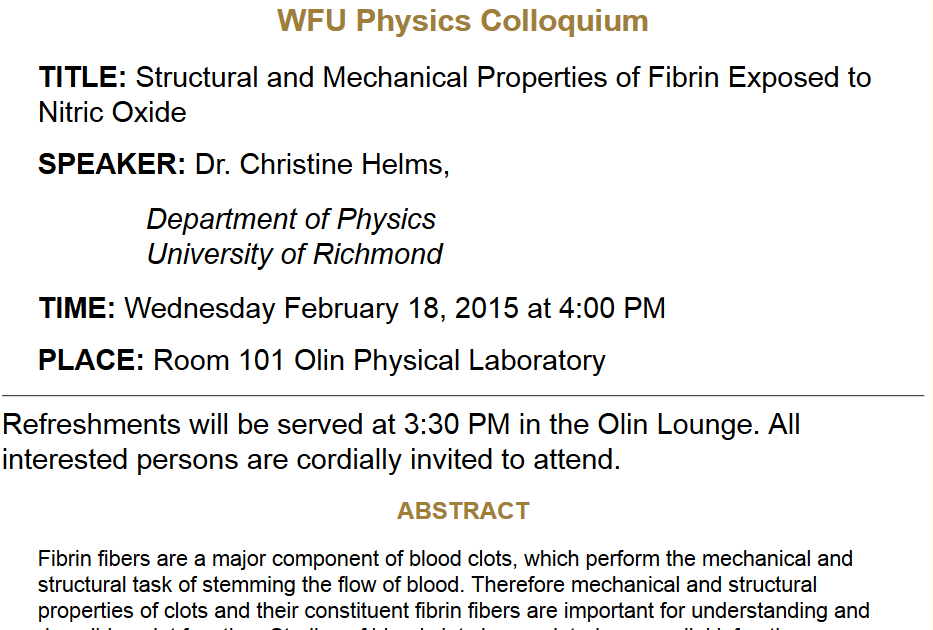 WFU Physics Colloquium
TITLE: Structural and Mechanical Properties of Fibrin Exposed to
Nitric Oxide
SPEAKER: Dr. Christine Helms,
Department of Physics
University of Richmond
TIME: Wednesday February 18, 2015 at 4:00 PM
PLACE: Room 101 Olin Physical Laboratory
Refreshments will be served at 3:30 PM in the Olin Lounge. All
interested persons are cordially invited to attend.
ABSTRACT
Fibrin fibers are a major component of blood clots, which perform the mechanical and
structural task of stemming the flow of blood. Therefore mechanical and structural
properties of clots and their constituent fibrin fibers are important for understanding and